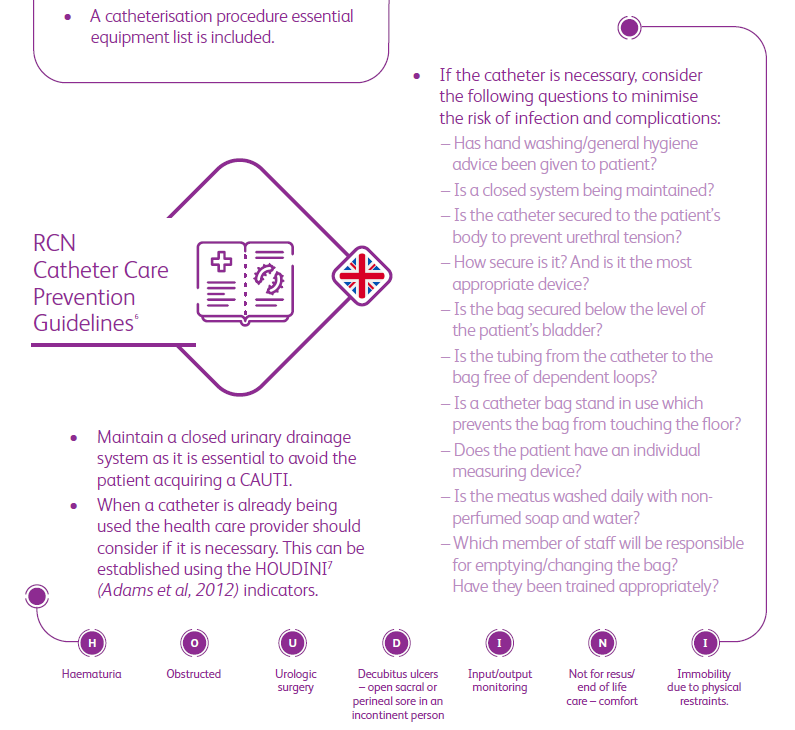 • A catheterisation procedure essential
equipment list is included.
RCN
Catheter Care
Prevention
Guidelines⁶
• Maintain a closed urinary drainage
system as it is essential to avoid the
patient acquiring a CAUTI.
• When a catheter is already being
used the health care provider should
consider if it is necessary. This can be
established using the HOUDINI⁷
(Adams et al, 2012) indicators.
• If the catheter is necessary, consider
the following questions to minimise
the risk of infection and complications:
– Has hand washing/general hygiene
advice been given to patient?
– Is a closed system being maintained?
– Is the catheter secured to the patient’s
body to prevent urethral tension?
– How secure is it? And is it the most
appropriate device?
– Is the bag secured below the level of
the patient’s bladder?
– Is the tubing from the catheter to the
bag free of dependent loops?
– Is a catheter bag stand in use which
prevents the bag from touching the floor?
– Does the patient have an individual
measuring device?
– Is the meatus washed daily with non-
perfumed soap and water?
– Which member of staff will be responsible
for emptying/changing the bag?
Have they been trained appropriately?
H
Haematuria
O
Obstructed
U
Urologic
surgery
D
Decubitus ulcers
– open sacral or
perineal sore in an
incontinent person
I
Input/output
monitoring
N
Not for resus/
end of life
care – comfort
I
Immobility
due to physical
restraints.